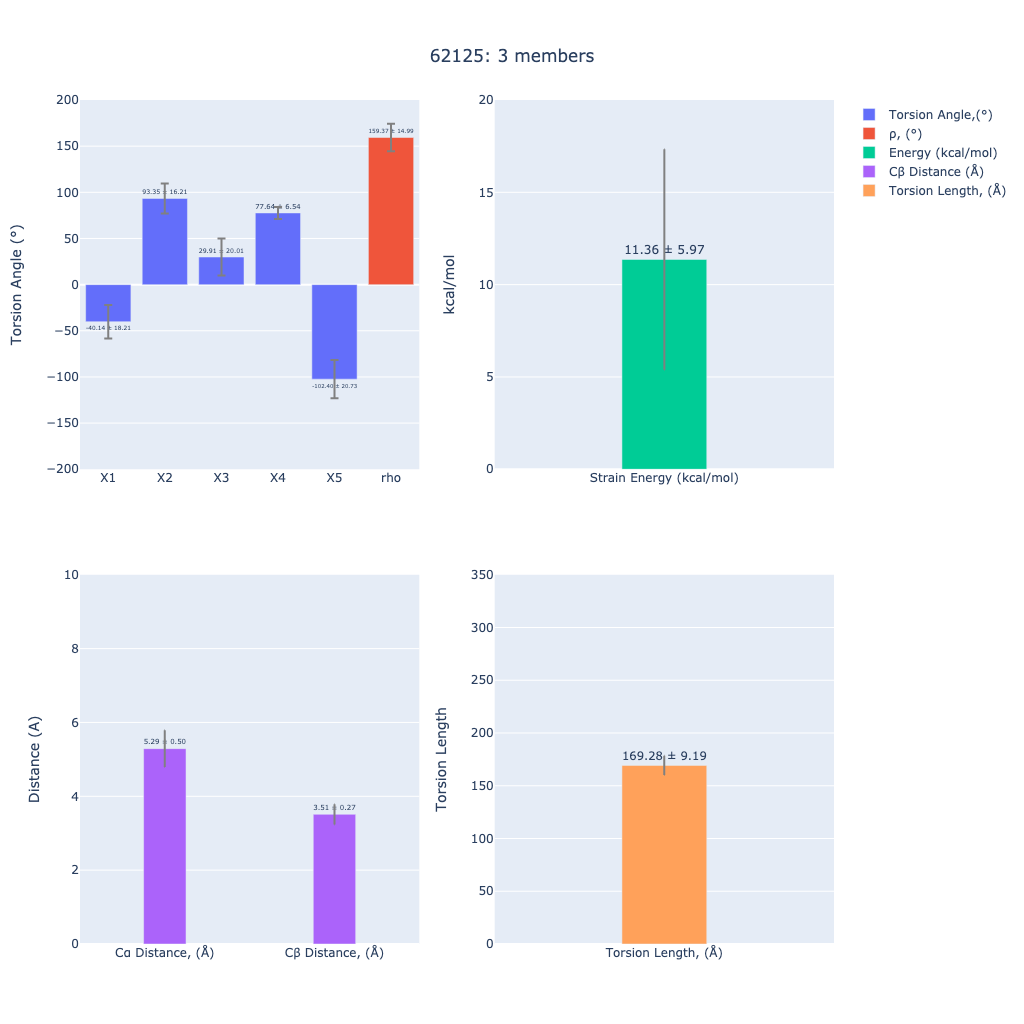 62125: 3 members
Torsion Angle (°)
200
150
100
50
0
−50
−100
−150
−200
-40.14 ± 18.21
93.35 ± 16.21
29.91 ± 20.01
77.64 ± 6.54
-102.40 ± 20.73
159.37 ± 14.99
X1 X2 X3 X4 X5 rho
kcal/mol
20
15
10
5
0
11.36 ± 5.97
Strain Energy (kcal/mol)
Torsion Angle,(°)
ρ, (°)
Energy (kcal/mol)
Cβ Distance (Å)
Torsion Length, (Å)
Distance (A)
10
8
6
4
2
0
5.29 ± 0.50
3.51 ± 0.27
Cα Distance, (Å) Cβ Distance, (Å)
Torsion Length
350
300
250
200
150
100
50
0
169.28 ± 9.19
Torsion Length, (Å)